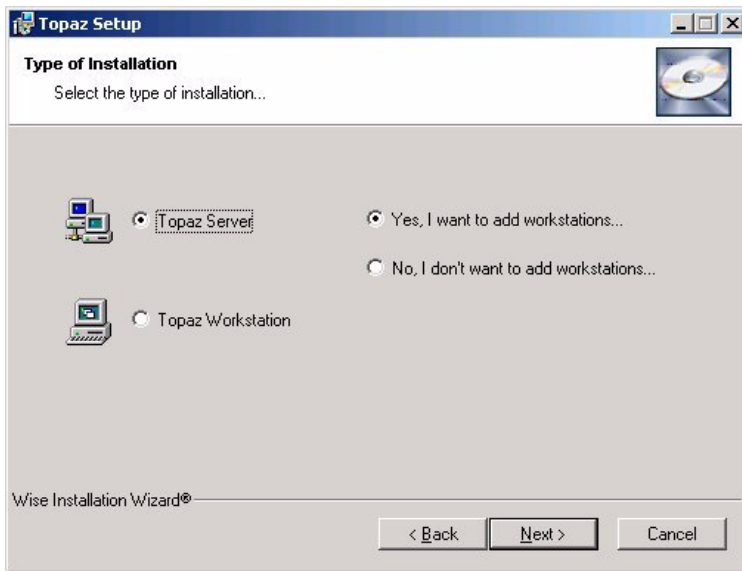 Topaz Setup
Type of Installation
Select the type of installation...
Topaz Server
Yes, I want to add workstations...
No, I don't want to add workstations...
Topaz Workstation
Wise Installation Wizard®
< Back
Next >
Cancel